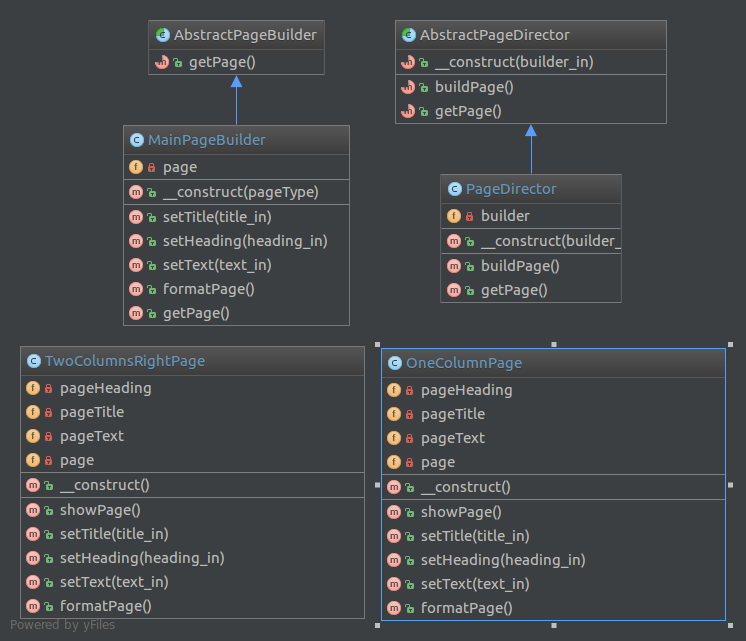 AbstractPageBuilder
getPage()
AbstractPageDirector
__construct(builder_in)
buildPage()
getPage()
MainPageBuilder
page
__construct(pageType)
setTitle(title_in)
setHeading(heading_in)
setText(text_in)
formatPage()
getPage()
PageDirector
builder
__construct(builder_
buildPage()
getPage()
TwoColumnsRightPage
pageHeading
pageTitle
pageText
page
__construct()
showPage()
setTitle(title_in)
setHeading(heading_in)
setText(text_in)
formatPage()
OneColumnPage
pageHeading
pageTitle
pageText
page
__construct()
showPage()
setTitle(title_in)
setHeading(heading_in)
setText(text_in)
formatPage()
Powered by yFiles